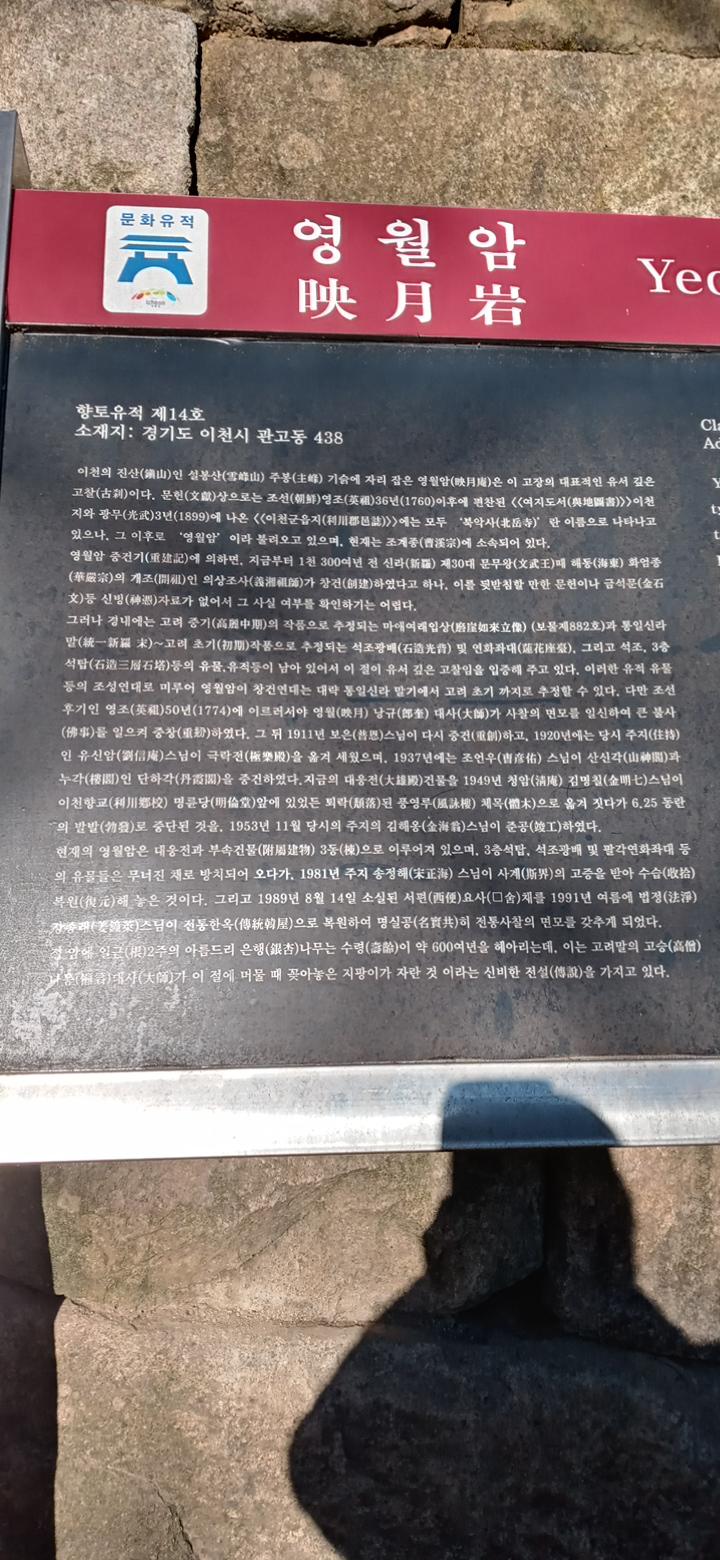 문화유적
영월암
映月岩
Yeo
향토유적 제14호
소재지: 경기도 이천시 관고동 438
이천의 진산(鎭山)인 설봉산(雪峰山) 주봉(主峰) 기슭에 자리 잡은 영월암(映月庵)은 이 고장의 대표적인 유서 깊은
고찰(古刹)이다. 문헌(文獻)상으로는 조선(朝鮮)영조(英祖)36년(1760)이후에 편찬된 <<여지도서(與地圖書)>>이천
지와 광무(光武)3년(1899)에 나온 <<이천군읍지(利川郡邑誌)>>에는 모두 '북악사(北岳寺)' 란 이름으로 나타나고
있으나, 그 이후로 '영월암' 이라 불리오고 있으며, 현재는 조계종(曹溪宗)에 소속되어 있다.
영월암 중건기(重建記)에 의하면, 지금부터 1천 300여년 전 신라(新羅) 제30대 문무왕(文武王)때 해동(海東) 화엄종
(華嚴宗)의 개조(開祖)인 의상조사(義湘祖師)가 창건(創建)하였다고 하나, 이를 뒷받침할 만한 문헌이나 금석문(金石
文)등 신빙(神憑)자료가 없어서 그 사실 여부를 확인하기는 어렵다.
그러나 경내에는 고려 중기(高麗中期)의 작품으로 추정되는 마애여래입상(磨崖如來立像) (보물제882호)과 통일신라
말(統一新羅 末)~고려 초기(初期)작품으로 추정되는 석조광배(石造光背) 및 연화좌대(蓮花座臺), 그리고 석조, 3층
석탑(石造三層石塔)등의 유물,유적등이 남아 있어서 이 절이 유서 깊은 고찰임을 입증해 주고 있다. 이러한 유적 유물
등의 조성연대로 미루어 영월암이 창건연대는 대략 통일신라 말기에서 고려 초기 까지로 추정할 수 있다. 다만 조선
후기인 영조(英祖)50년(1774)에 이르러서야 영월(映月) 낭규(郎奎) 대사(大師)가 사찰의 면모를 일신하여 큰 불사
(佛事)를 일으켜 중창(重刱)하였다. 그 뒤 1911년 보은(普恩)스님이 다시 중건(重創)하고, 1920년에는 당시 주지(住持)
인 유신암(劉信庵)스님이 극락전(極樂殿)을 옮겨 세웠으며, 1937년에는 조언우(曺彦佑) 스님이 산신각(山神閣)과
누각(樓閣)인 단하각(丹霞閣)을 중건하였다.지금의 대웅전(大雄殿)건물을 1949년 청암(淸庵) 김명칠(金明七)스님이
이천향교(利川鄕校) 명륜당(明倫堂)앞에 있었든 퇴락(頹落)된 풍영루(風詠樓) 체목(體木)으로 옮겨 짓다가 6.25 동란
의 발발(勃發)로 중단된 것을, 1953년 11월 당시의 주지의 김해옹(金海翁)스님이 준공(竣工)하였다.
현재의 영월암은 대웅전과 부속건물(附屬建物) 3동(棟)으로 이루어져 있으며, 3층석탑, 석조광배 및 팔각연화좌대 등
의 유물들은 무너진 채로 방치되어 오다가, 1981년 주지 송정해(宋正海) 스님이 사계(斯界)의 고증을 받아 수습(收拾)
복원(復元)해 놓은 것이다. 그리고 1989년 8월 14일 소실된 서편(西便)요사(□舍)채를 1991년 여름에 법정(法淨)
스님이 전통한옥(傳統韓屋)으로 복원하여 명실공(名實共)히 전통사찰의 면모를 갖추게 되었다.
앞에 일근(根)2주의 아름드리 은행(銀杏)나무는 수령(壽齡)이 약 600여년을 헤아리는데, 이는 고려말의 고승(高僧)
대사(大師)가 이 절에 머물 때 꽂아놓은 지팡이가 자란 것 이라는 신비한 전설(傳說)을 가지고 있다.